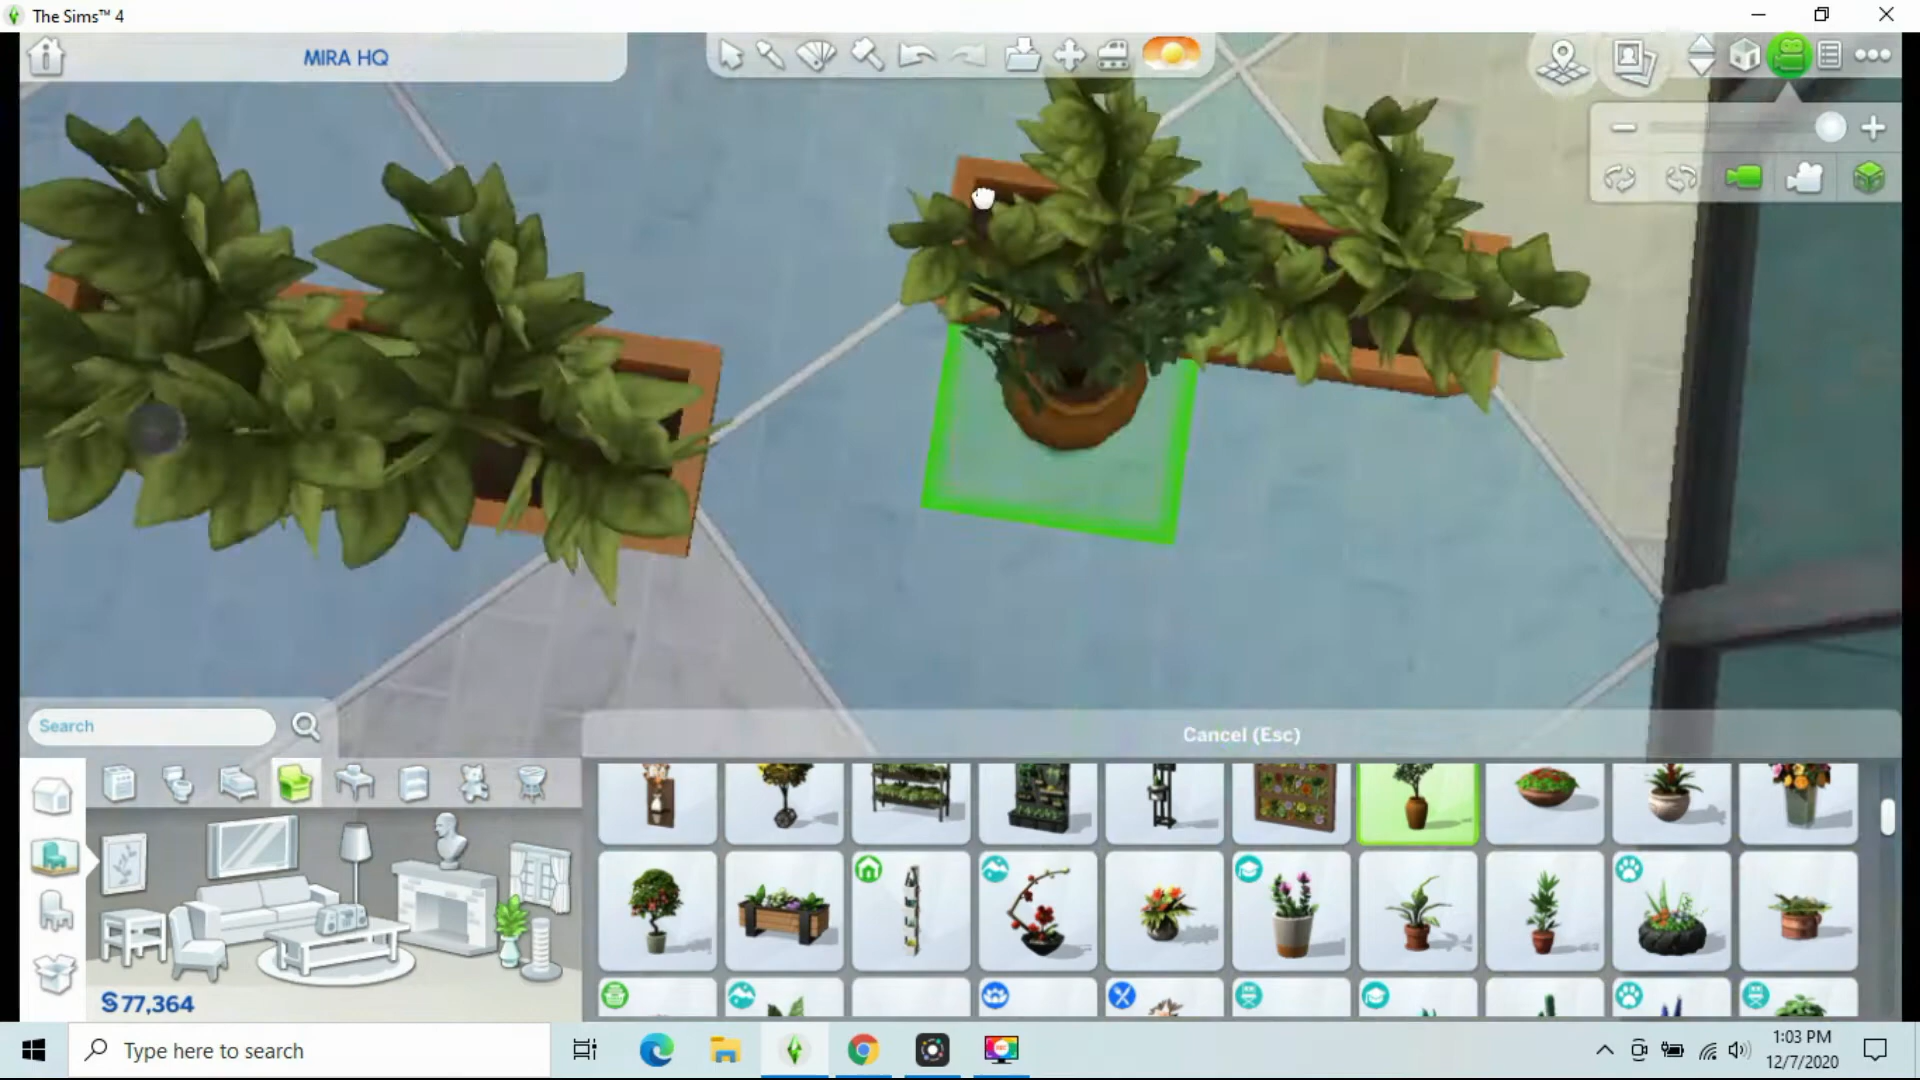 The Sims™ 4
MIRA HQ
Search
Cancel (Esc)
§77,364
Type here to search
1:03 PM
12/7/2020